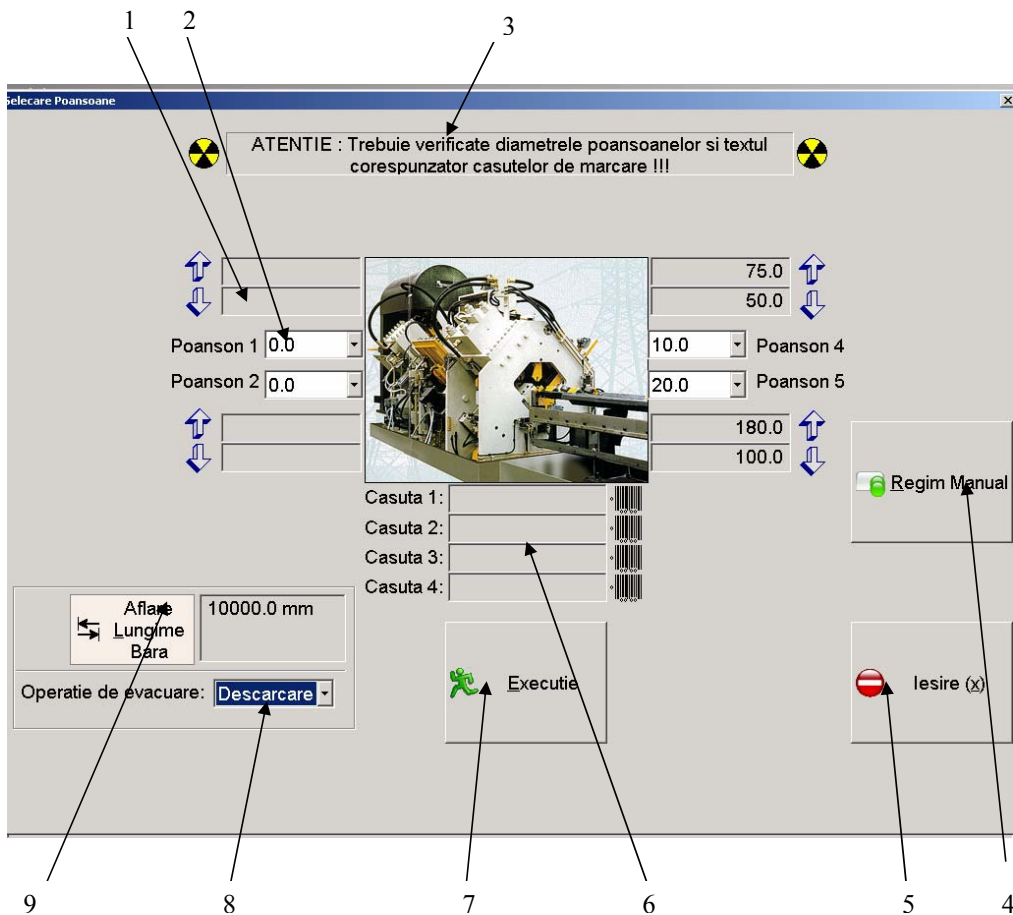 1 2 3
Selecare Poansoane
ATENTIE : Trebuie verificate diametrele poansoanelor si textul
corespunzator casutelor de marcare !!!
75.0
50.0
Poanson 1 0.0 10.0 Poanson 4
Poanson 2 0.0 20.0 Poanson 5
180.0
100.0
Regim Manual
Casuta 1:
Casuta 2:
Casuta 3:
Casuta 4:
Aflare
Lungime
Bara
10000.0 mm
Operatie de evacuare: Descarcare
Executie
Iesire (x)
9 8 7 6 5 4